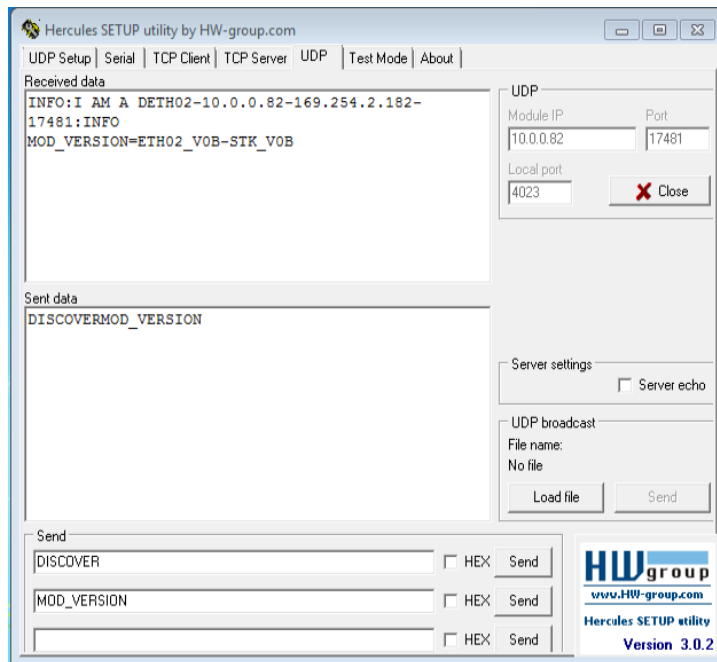 Hercules SETUP utility by HW-group.com
UDP Setup Serial TCP Client TCP Server UDP Test Mode About
Received data
INFO:I AM A DETH02-10.0.0.82-169.254.2.182-
17481:INFO
MOD_VERSION=ETH02_V0B-STK_V0B
UDP
Module IP Port
10.0.0.82 17481
Local port
4023 Close
Sent data
DISCOVERMOD_VERSION
Server settings
Server echo
UDP broadcast
File name:
No file
Load file Send
Send
DISCOVER HEX Send
MOD_VERSION HEX Send
HEX Send
HW group
www.HW-group.com
Hercules SETUP utility
Version 3.0.2